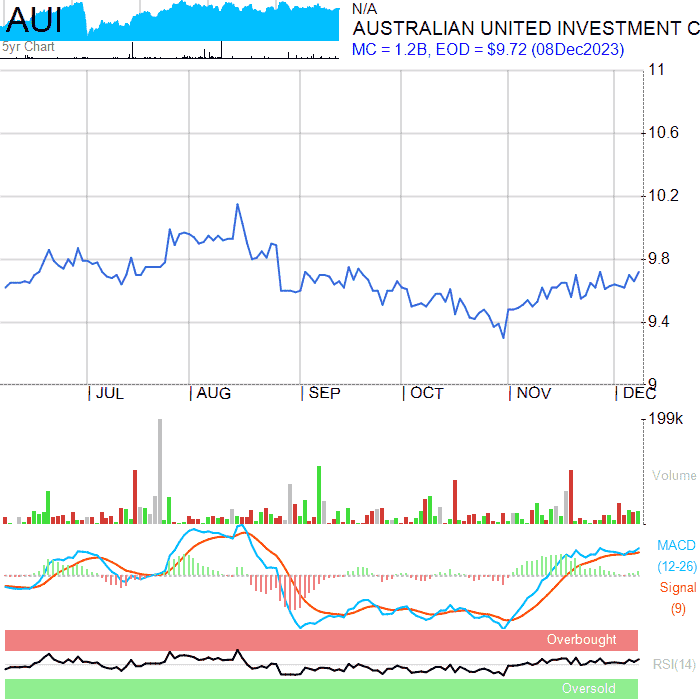 AUI
5yr Chart
N/A
AUSTRALIAN UNITED INVESTMENT C
MC = 1.2B, EOD = $9.72 (08Dec2023)
11
10.6
10.2
9.8
9.4
9
JUL AUG SEP OCT NOV DEC
199k
Volume
MACD
(12-26)
Signal
(9)
Overbought
RSI(14)
Oversold